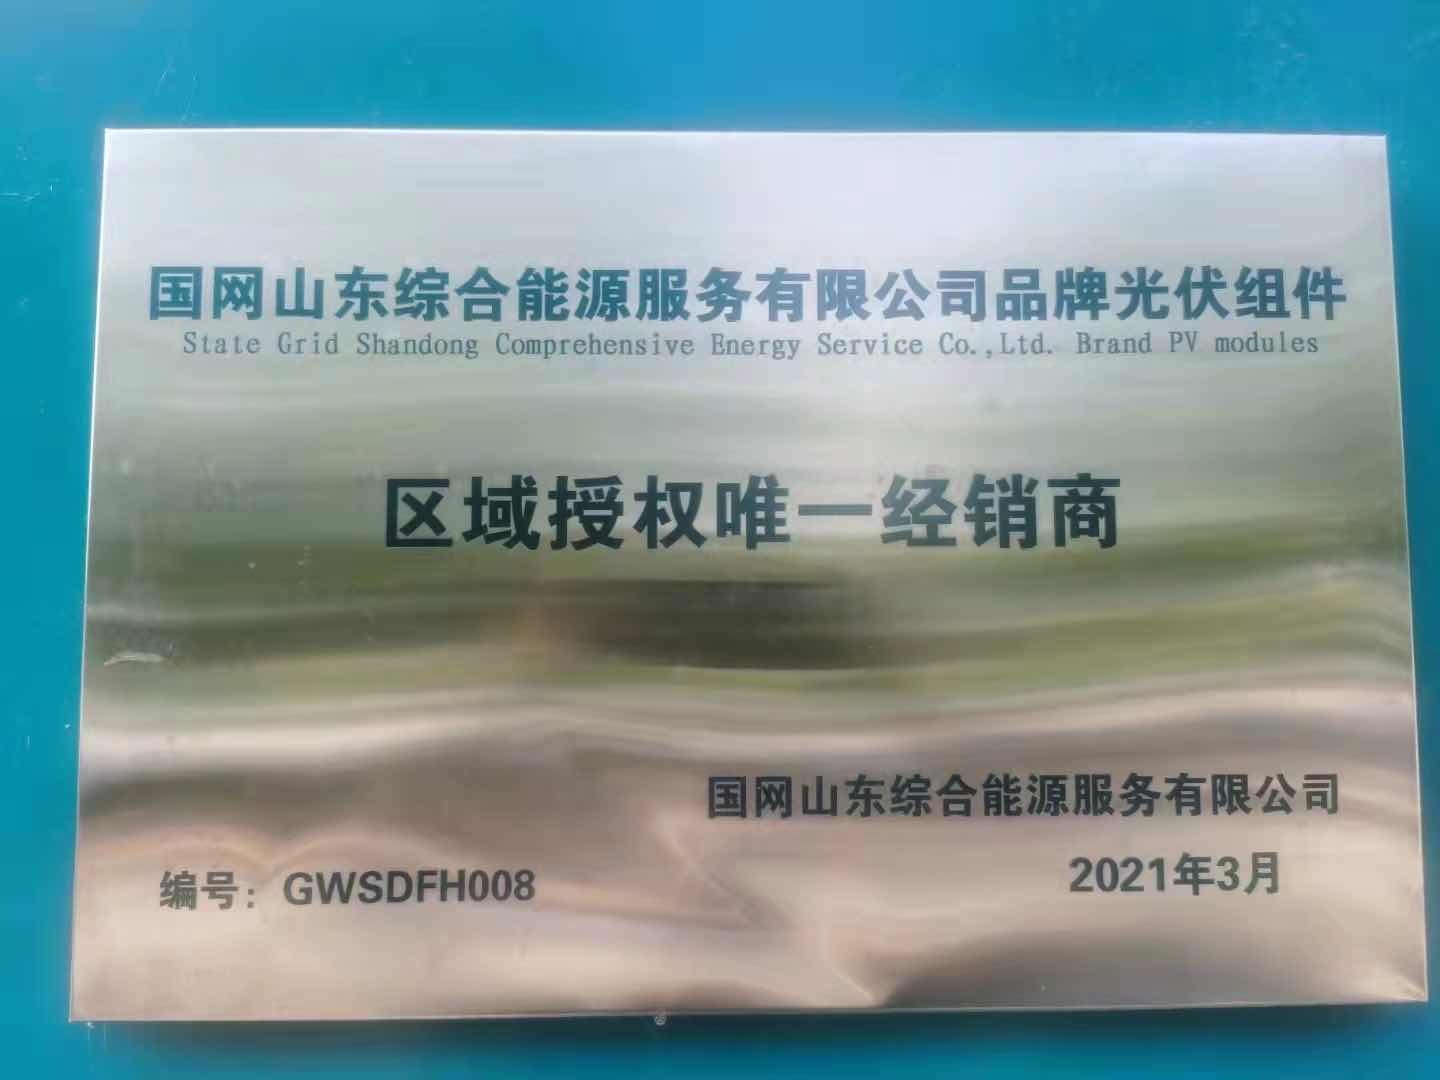 国网山东综合能源服务有限公司品牌光伏组件
State Grid Shandong Comprehensive Energy Service Co.,Ltd. Brand PV modules
区域授权唯一经销商
国网山东综合能源服务有限公司
编号：GWSDFH008
2021年3月